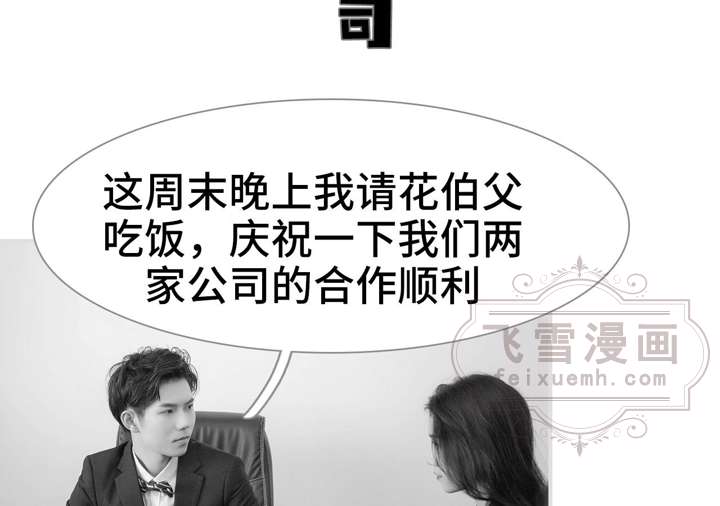 司
这周末晚上我请花伯父
吃饭，庆祝一下我们两
家公司的合作顺利
飞雪漫画
feixuemh.com